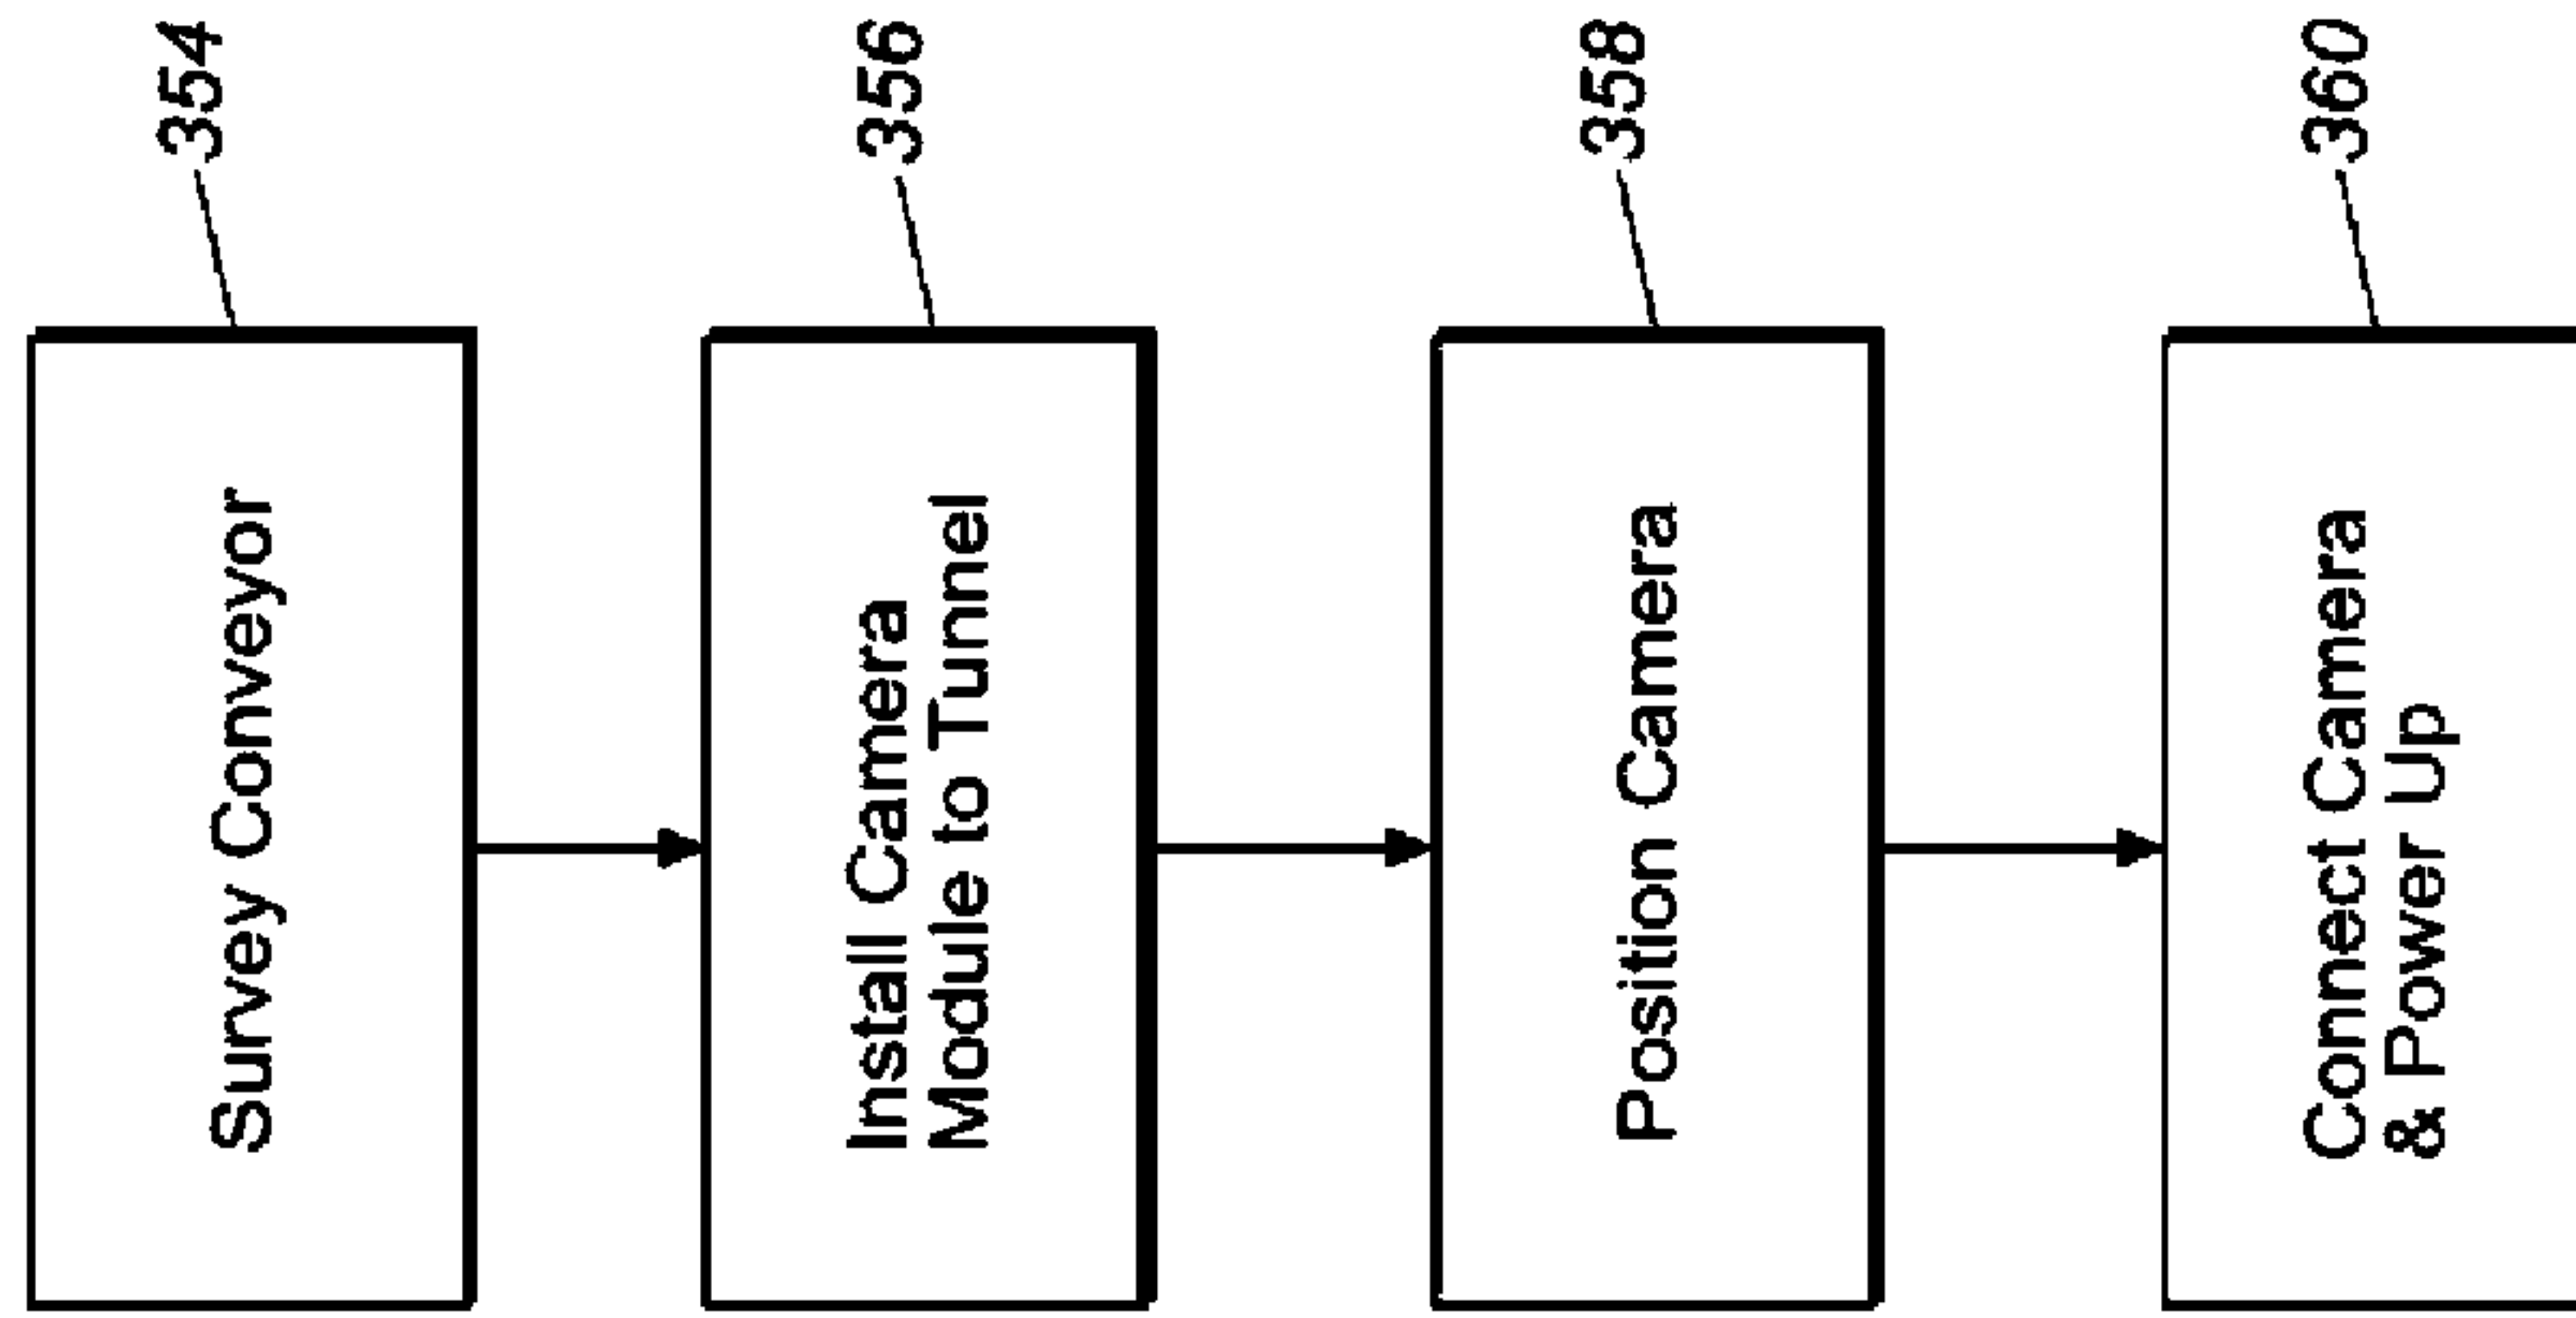 Survey Conveyor
354
Install Camera
Module to Tunnel
356
Position Camera
358
Connect Camera
& Power Up
360